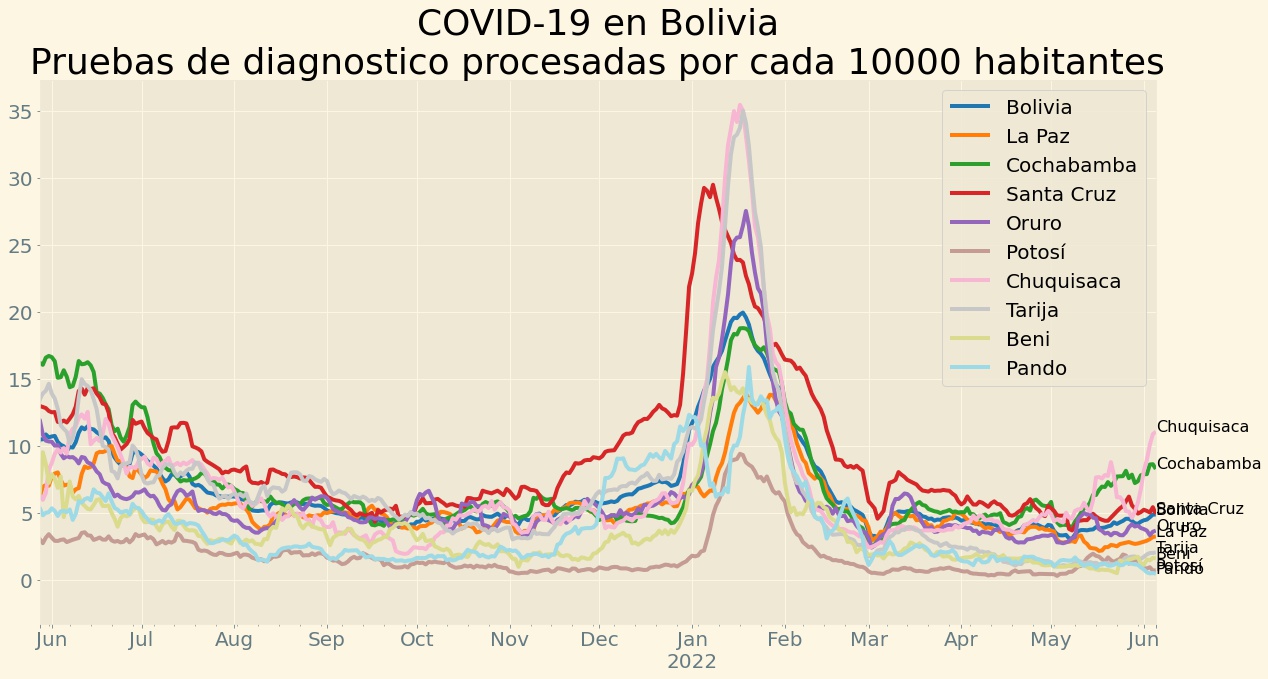 COVID-19 en Bolivia
Pruebas de diagnostico procesadas por cada 10000 habitantes
35
30
25
20
15
10
5
0
Bolivia
La Paz
Cochabamba
Santa Cruz
Oruro
Potosí
Chuquisaca
Tarija
Beni
Pando
Chuquisaca
Cochabamba
Santa Cruz
Bolivia
Oruro
La Paz
Tarija
Beni
Potosí
Pando
Jun Jul Aug Sep Oct Nov Dec Jan Feb Mar Apr May Jun
2022